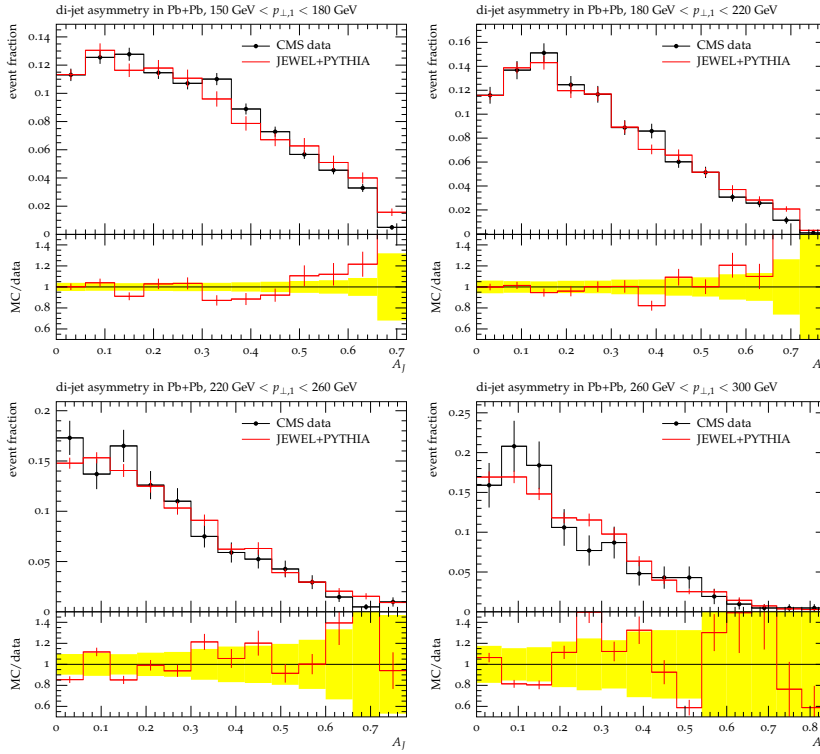 di-jet asymmetry in Pb+Pb, 150 GeV < p⊥,1 < 180 GeV
CMS data
JEWEL+PYTHIA
event fraction
0.14
0.12
0.1
0.08
0.06
0.04
0.02
0
MC/data
1.4
1.2
1.0
0.8
0.6
0 0.1 0.2 0.3 0.4 0.5 0.6 0.7
A_J
di-jet asymmetry in Pb+Pb, 180 GeV < p⊥,1 < 220 GeV
CMS data
JEWEL+PYTHIA
event fraction
0.16
0.14
0.12
0.1
0.08
0.06
0.04
0.02
0
MC/data
1.4
1.2
1.0
0.8
0.6
0 0.1 0.2 0.3 0.4 0.5 0.6 0.7
A
di-jet asymmetry in Pb+Pb, 220 GeV < p⊥,1 < 260 GeV
CMS data
JEWEL+PYTHIA
event fraction
0.2
0.15
0.1
0.05
0
MC/data
1.4
1.2
1
0.8
0.6
0 0.1 0.2 0.3 0.4 0.5 0.6 0.7
A_J
di-jet asymmetry in Pb+Pb, 260 GeV < p⊥,1 < 300 GeV
CMS data
JEWEL+PYTHIA
event fraction
0.25
0.2
0.15
0.1
0.05
0
MC/data
1.4
1.2
1
0.8
0.6
0 0.1 0.2 0.3 0.4 0.5 0.6 0.7 0.8
A